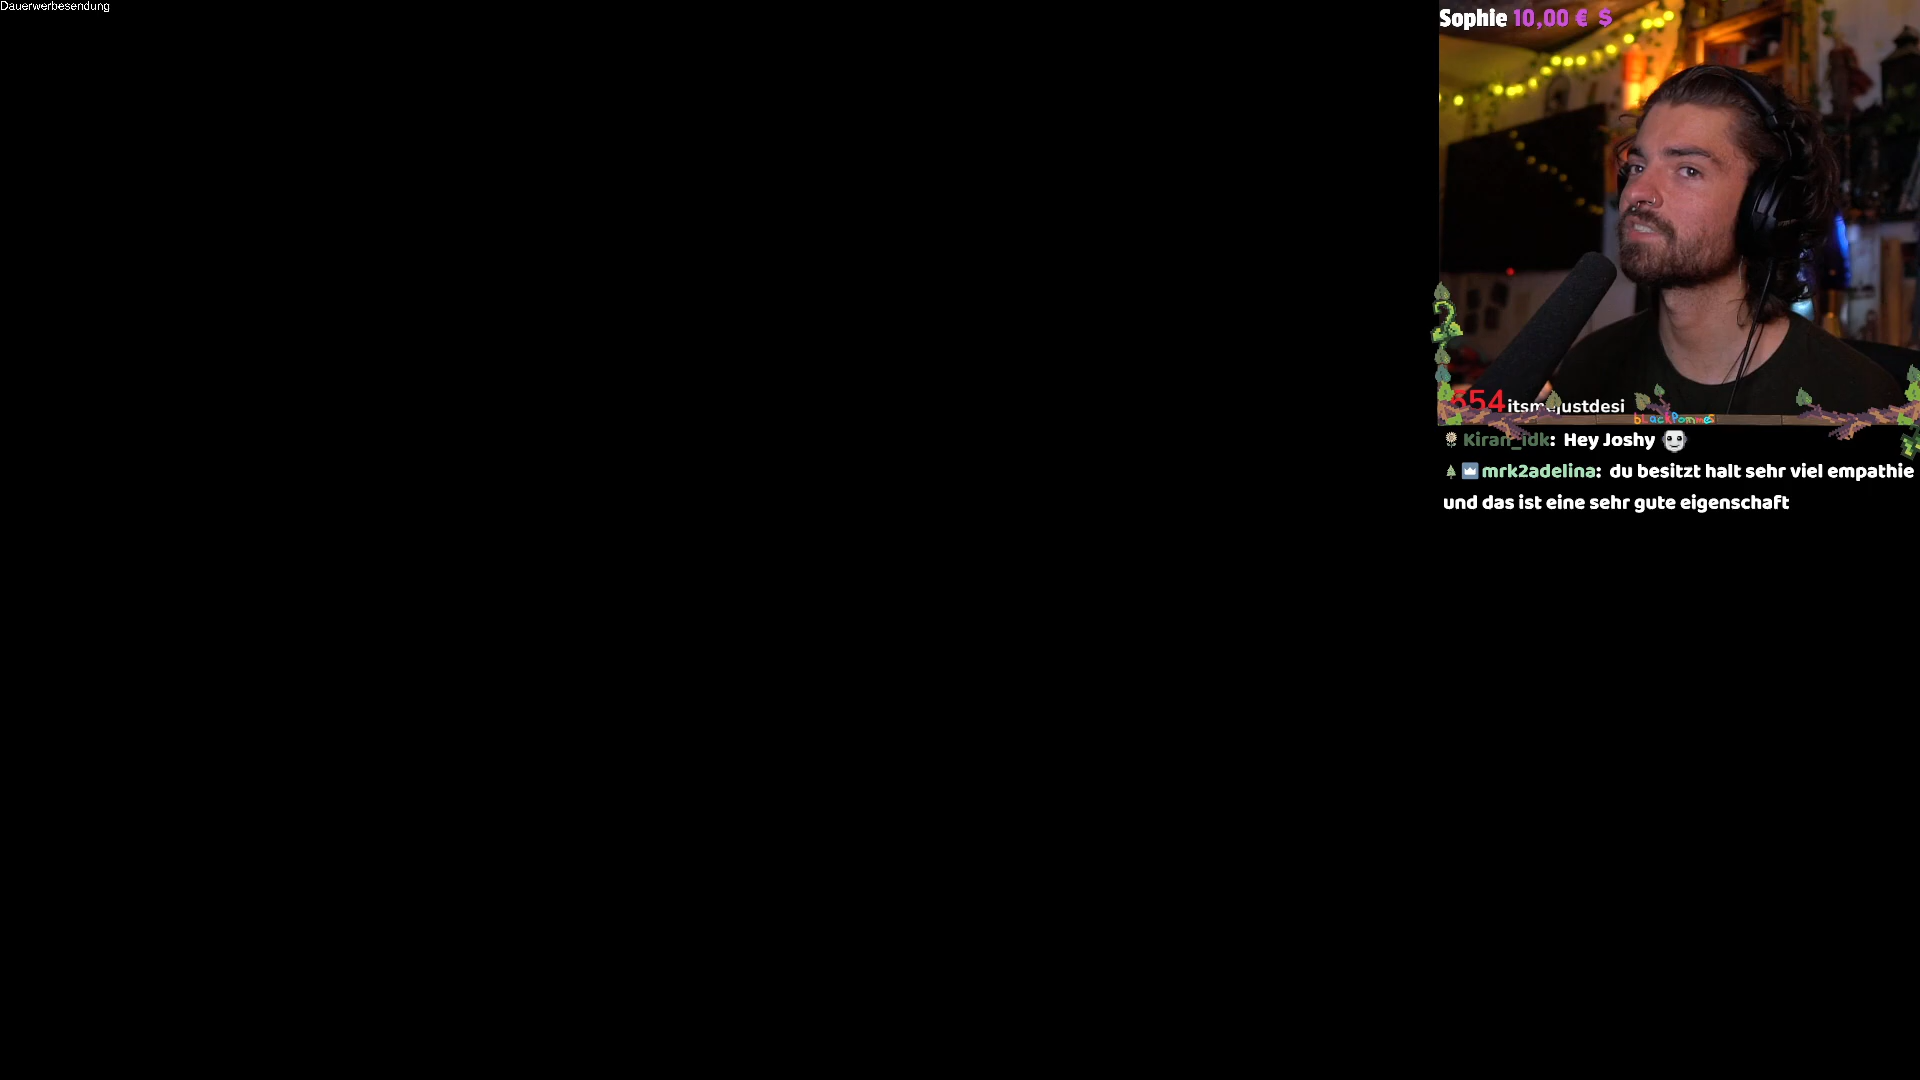 Dauerwerbesendung
Sophie 10,00 € $
554 itsmejustdesi
blackPommes
Kiran_idk: Hey Joshy
mrk2adelina: du besitzt halt sehr viel empathie
und das ist eine sehr gute eigenschaft